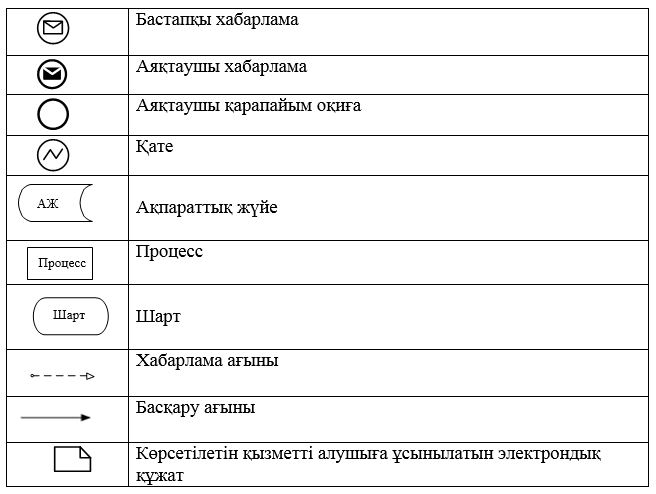 Бастапқы хабарлама
Аяқтаушы хабарлама
Аяқтаушы қарапайым оқиға
Қате
АЖ
Ақпараттық жүйе
Процесс
Процесс
Шарт
Шарт
Хабарлама ағыны
Басқару ағыны
Көрсетілетін қызметті алушыға ұсынылатын электрондық
құжат